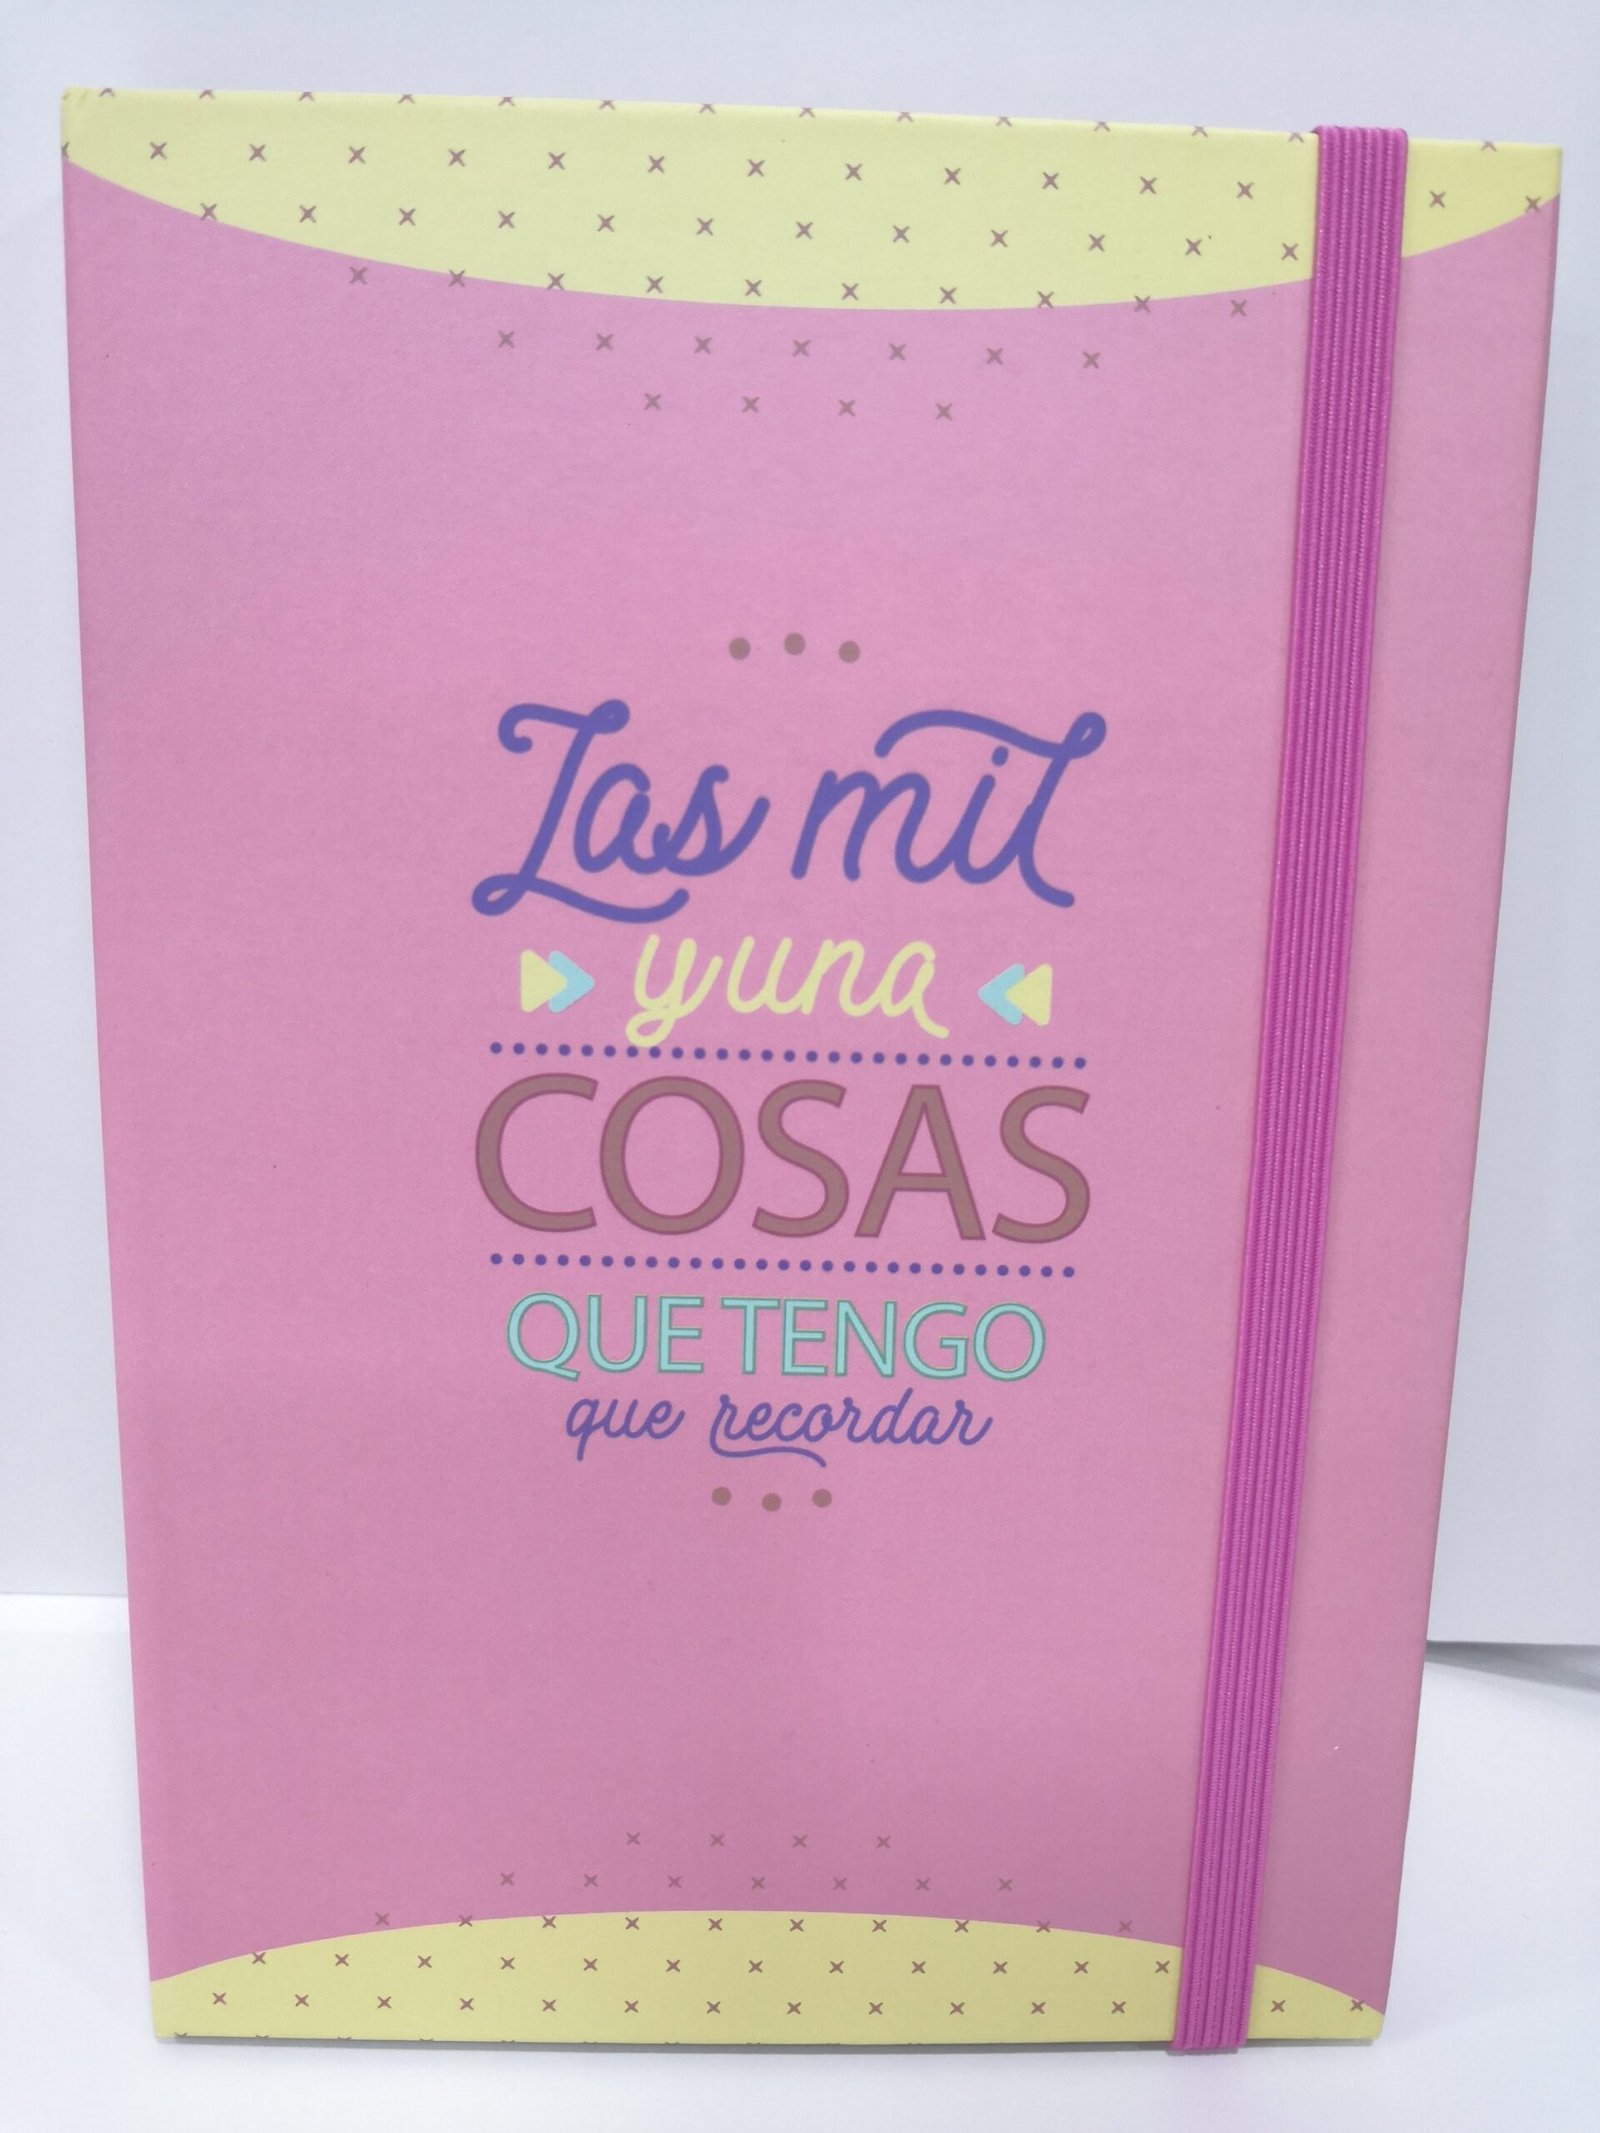 Las mil
y una
COSAS
QUE TENGO
que recordar